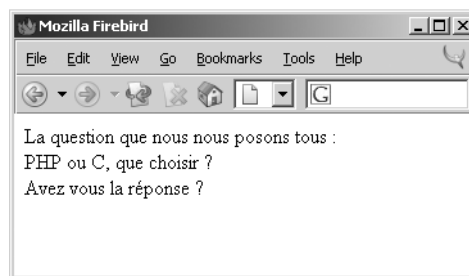 Mozilla Firebird
File Edit View Go Bookmarks Tools Help
G
La question que nous nous posons tous :
PHP ou C, que choisir ?
Avez vous la réponse ?